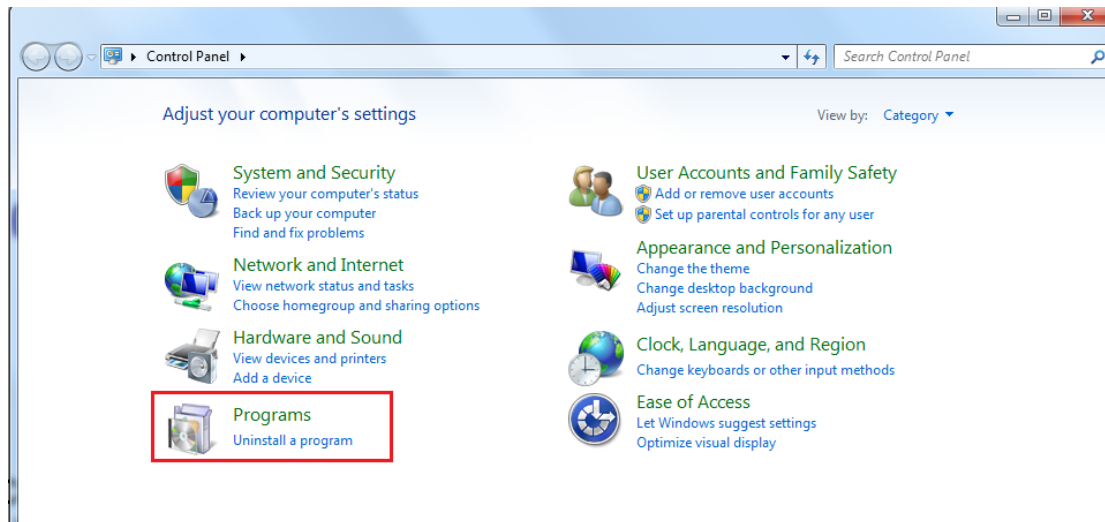 Control Panel
Search Control Panel
Adjust your computer's settings
View by: Category
System and Security
Review your computer's status
Back up your computer
Find and fix problems
Network and Internet
View network status and tasks
Choose homegroup and sharing options
Hardware and Sound
View devices and printers
Add a device
Programs
Uninstall a program
User Accounts and Family Safety
Add or remove user accounts
Set up parental controls for any user
Appearance and Personalization
Change the theme
Change desktop background
Adjust screen resolution
Clock, Language, and Region
Change keyboards or other input methods
Ease of Access
Let Windows suggest settings
Optimize visual display